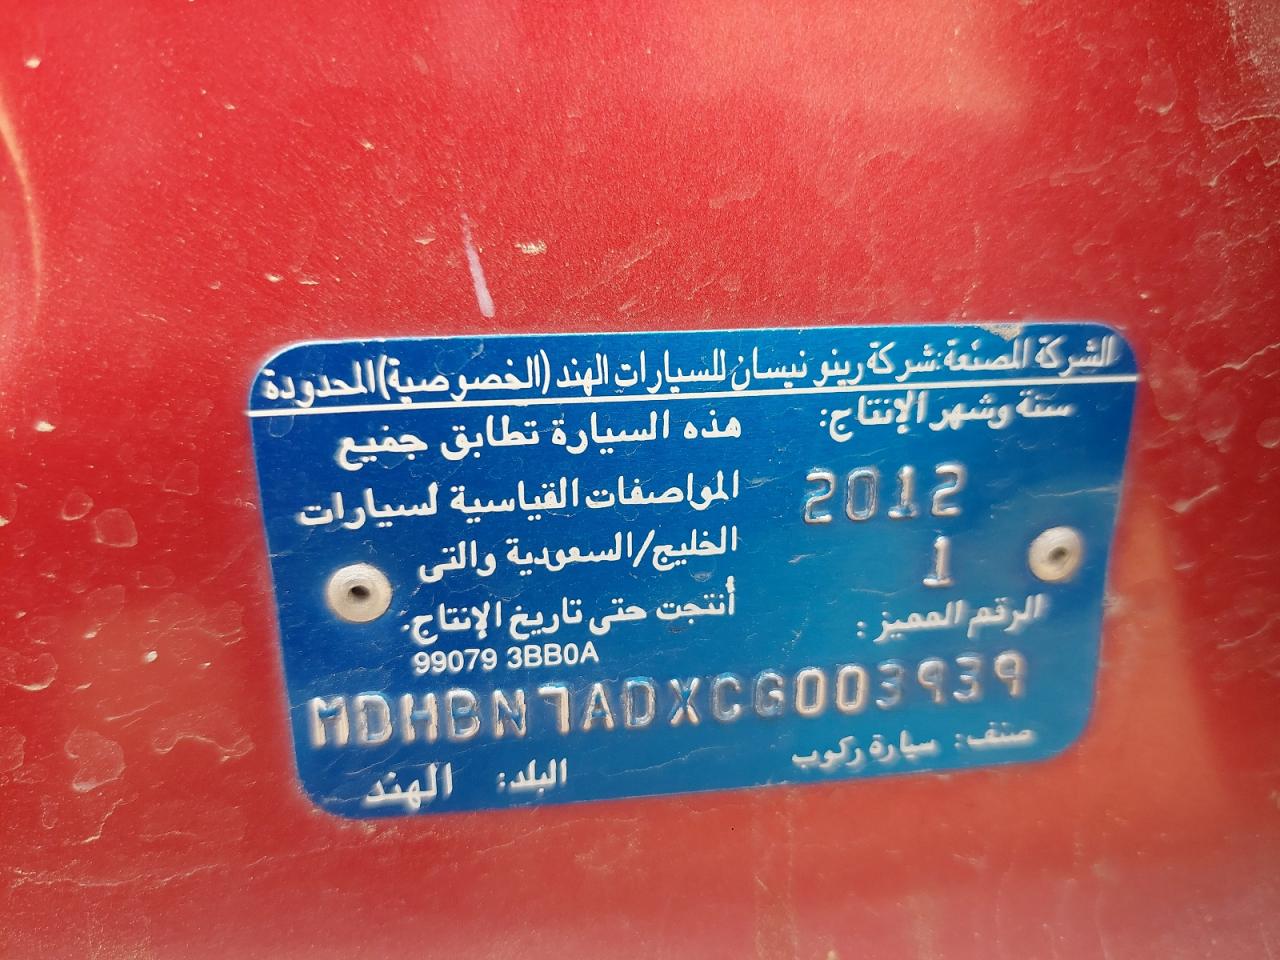 الشركة المصنعة: شركة رينو نيسان للسيارات الهند (الخصوصية) المحدودة
سنة وشهر الإنتاج:
2012
1
هذه السيارة تطابق جميع
المواصفات القياسية لسيارات
الخليج/السعودية والتى
أنتجت حتى تاريخ الإنتاج.
99079 3BB0A
الرقم المميز :
MDHBN7ADXCG003939
صنف: سيارة ركوب
البلد: الهند